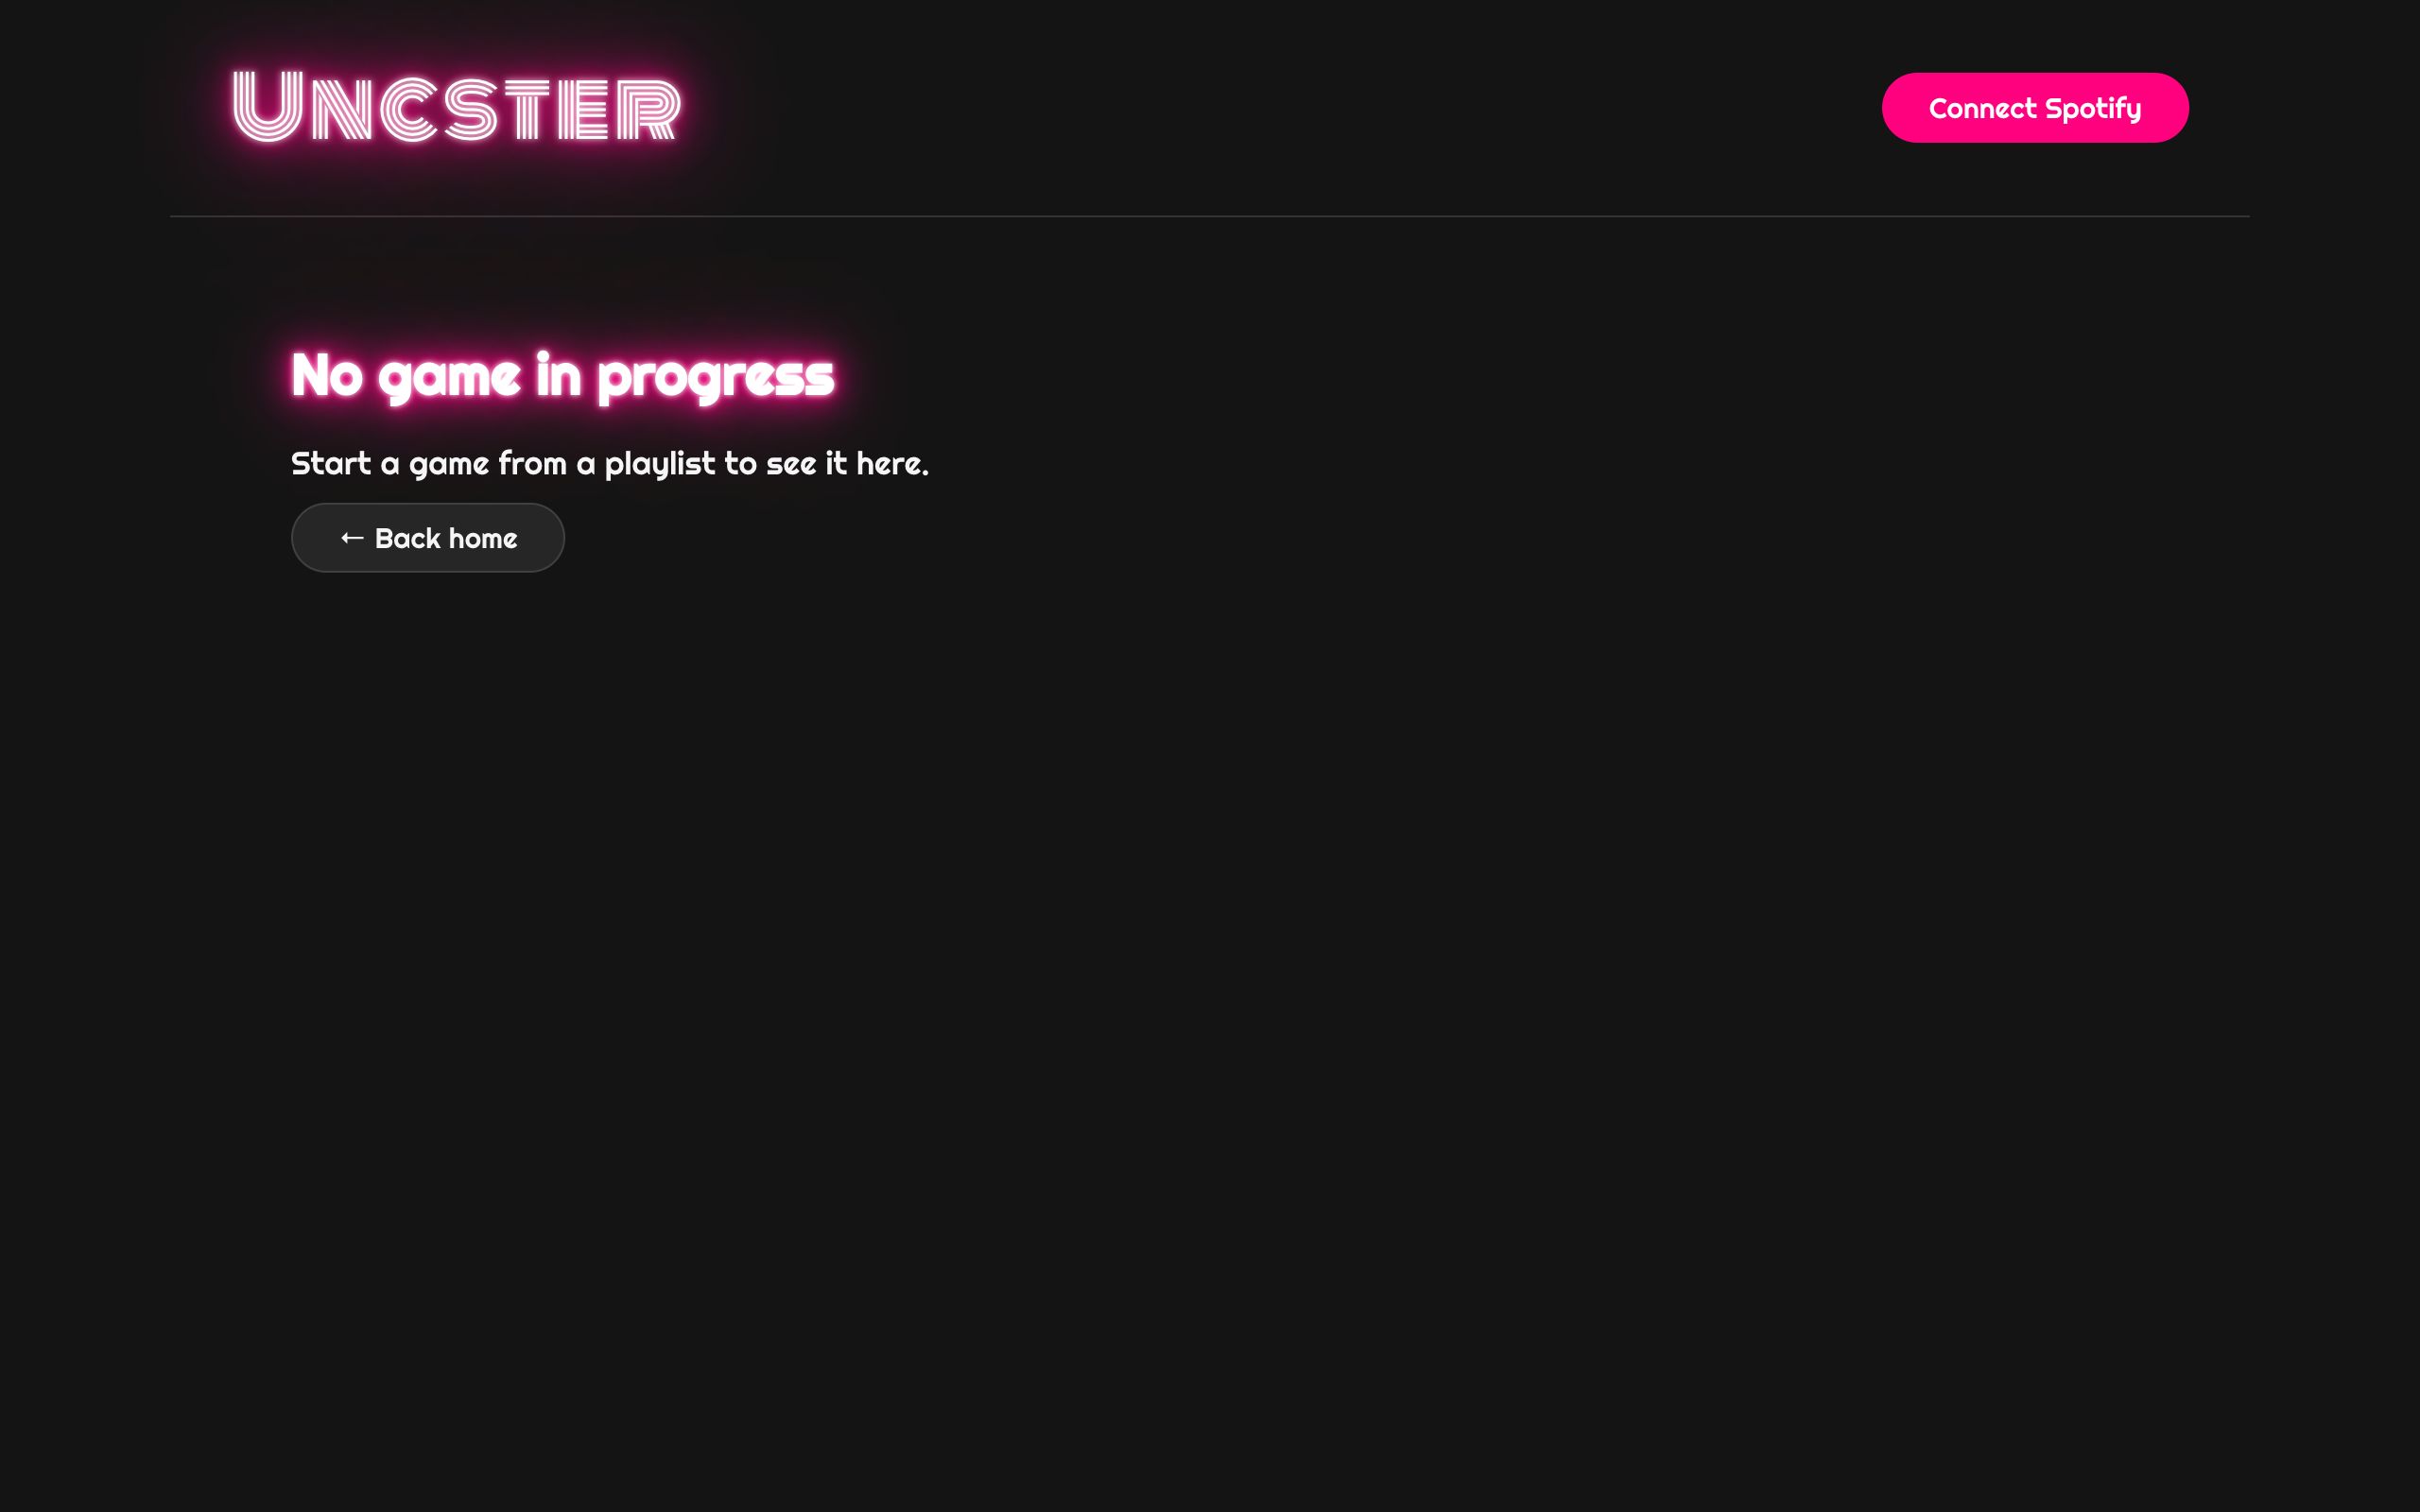 Uncster
Connect Spotify
No game in progress
Start a game from a playlist to see it here.
← Back home